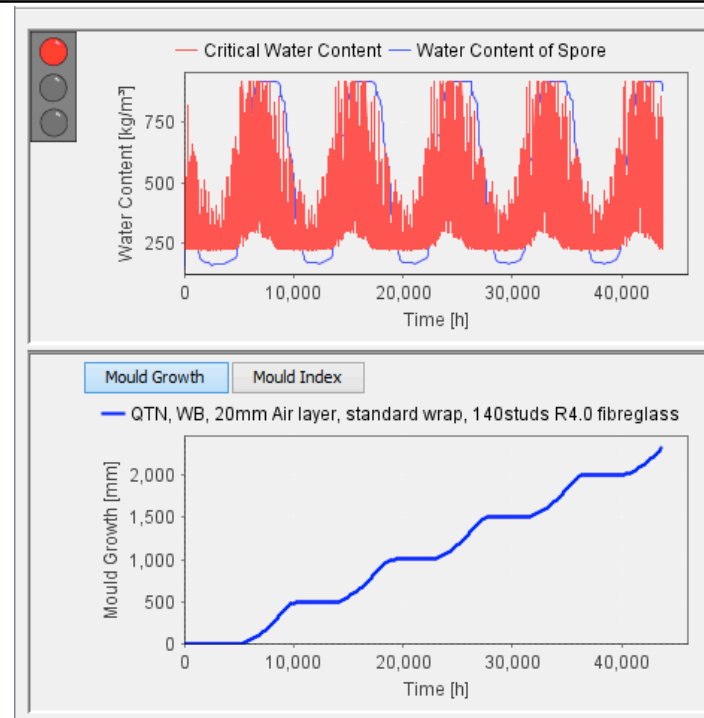 Critical Water Content Water Content of Spore
Water Content [kg/m³]
750
500
250
0 10,000 20,000 30,000 40,000
Time [h]
Mould Growth Mould Index
QTN, WB, 20mm Air layer, standard wrap, 140studs R4.0 fibreglass
Mould Growth [mm]
2,000
1,500
1,000
500
0
0 10,000 20,000 30,000 40,000
Time [h]